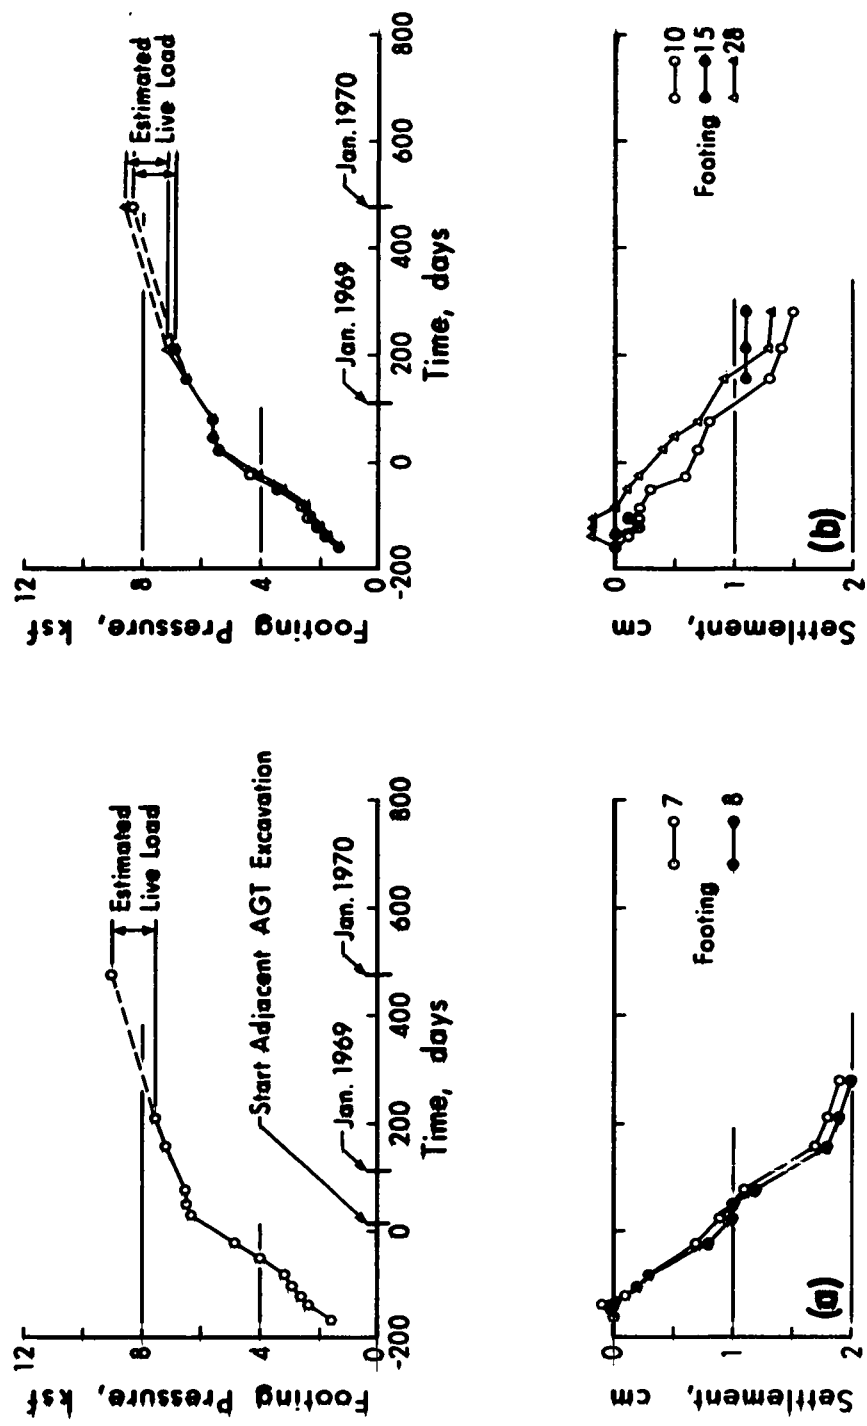 12
8
4
0
Footing
Pressure, ksf
-200
0
200
400
600
800
Time, days
Jan. 1969
Jan. 1970
Start Adjacent AGT Excavation
Estimated
Live Load
0
1
2
Settlement,
cm
Footing
7
8
(a)
12
8
4
0
Footing
Pressure, ksf
-200
0
200
400
600
800
Time, days
Jan. 1969
Jan. 1970
Estimated
Live Load
0
1
2
Settlement,
cm
Footing
10
15
28
(b)